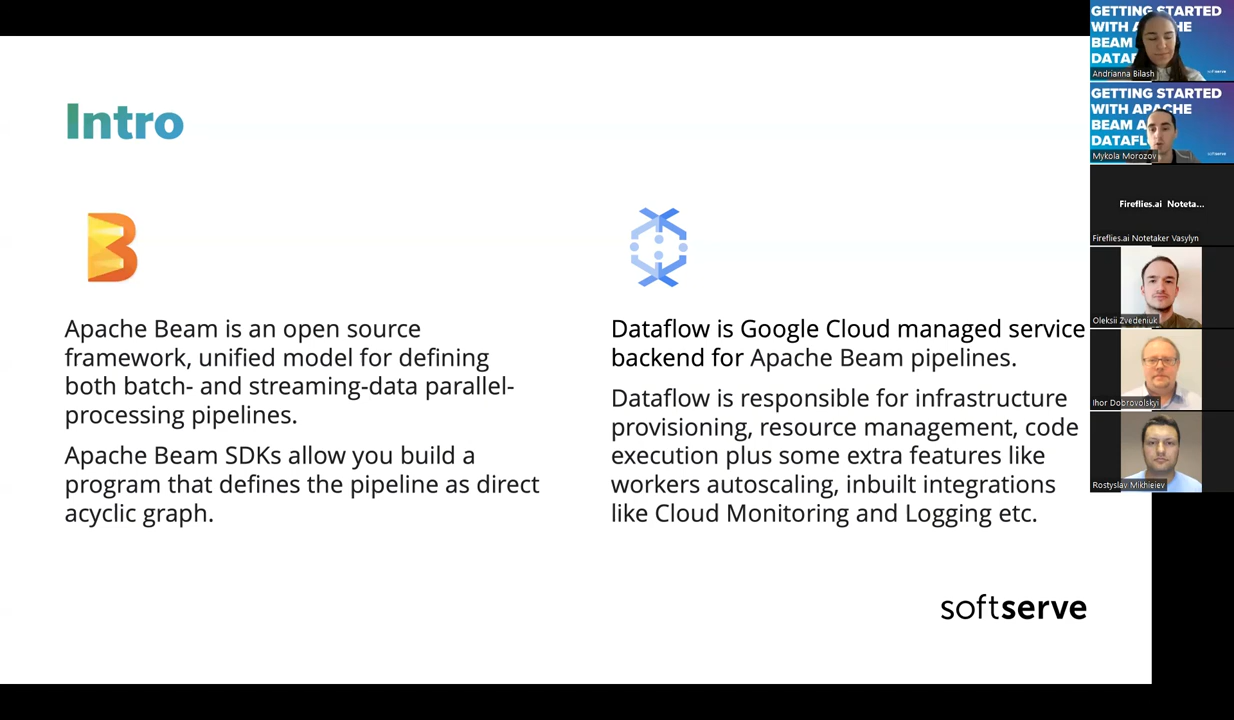 Intro
Apache Beam is an open source
framework, unified model for defining
both batch- and streaming-data parallel-
processing pipelines.
Apache Beam SDKs allow you build a
program that defines the pipeline as direct
acyclic graph.
Dataflow is Google Cloud managed service
backend for Apache Beam pipelines.
Dataflow is responsible for infrastructure
provisioning, resource management, code
execution plus some extra features like
workers autoscaling, inbuilt integrations
like Cloud Monitoring and Logging etc.
softserve
GETTING STARTED
WITH A HE
BEAM
DATAF
softserve
Andrianna Bilash
GETTING STARTED
WITH APACHE
BEAM A
DATAFL
softserve
Mykola Morozov
Fireflies.ai Noteta...
Fireflies.ai Notetaker Vasylyn
Oleksii Zvedeniuk
Ihor Dobrovolskyi
Rostyslav Mikhieiev